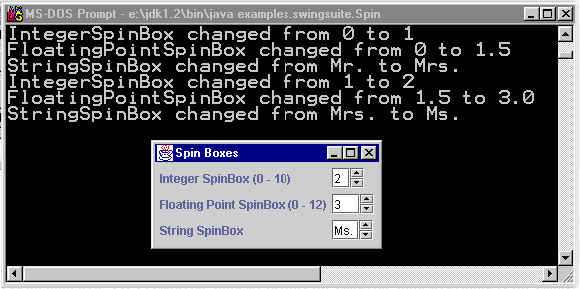 MS-DOS Prompt - e:\jdk1.2\bin\java examples.swingsuite.Spin
IntegerSpinBox changed from 0 to 1
FloatingPointSpinBox changed from 0 to 1.5
StringSpinBox changed from Mr. to Mrs.
IntegerSpinBox changed from 1 to 2
FloatingPointSpinBox changed from 1.5 to 3.0
StringSpinBox changed from Mrs. to Ms.
Spin Boxes
Integer SpinBox (0 - 10) 2
Floating Point SpinBox (0 - 12) 3
String SpinBox Ms.